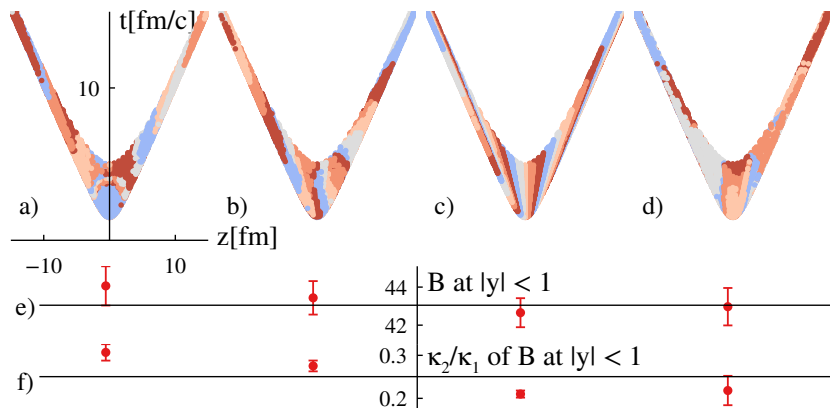 t[fm/c]
10
a)
b)
c)
d)
z[fm]
−10
10
44
B at |y| < 1
e)
42
0.3
κ₂/κ₁ of B at |y| < 1
f)
0.2